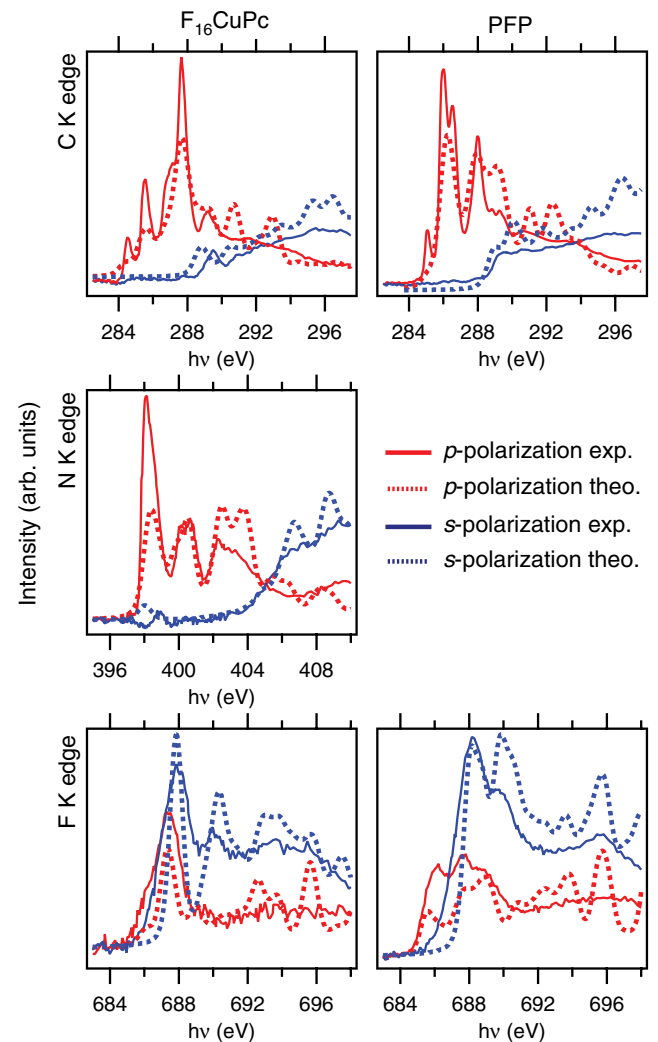 F₁₆CuPc PFP
C K edge
284 288 292 296 284 288 292 296
hν (eV) hν (eV)
Intensity (arb. units)
N K edge
p-polarization exp.
p-polarization theo.
s-polarization exp.
s-polarization theo.
396 400 404 408
hν (eV)
F K edge
684 688 692 696 684 688 692 696
hν (eV) hν (eV)